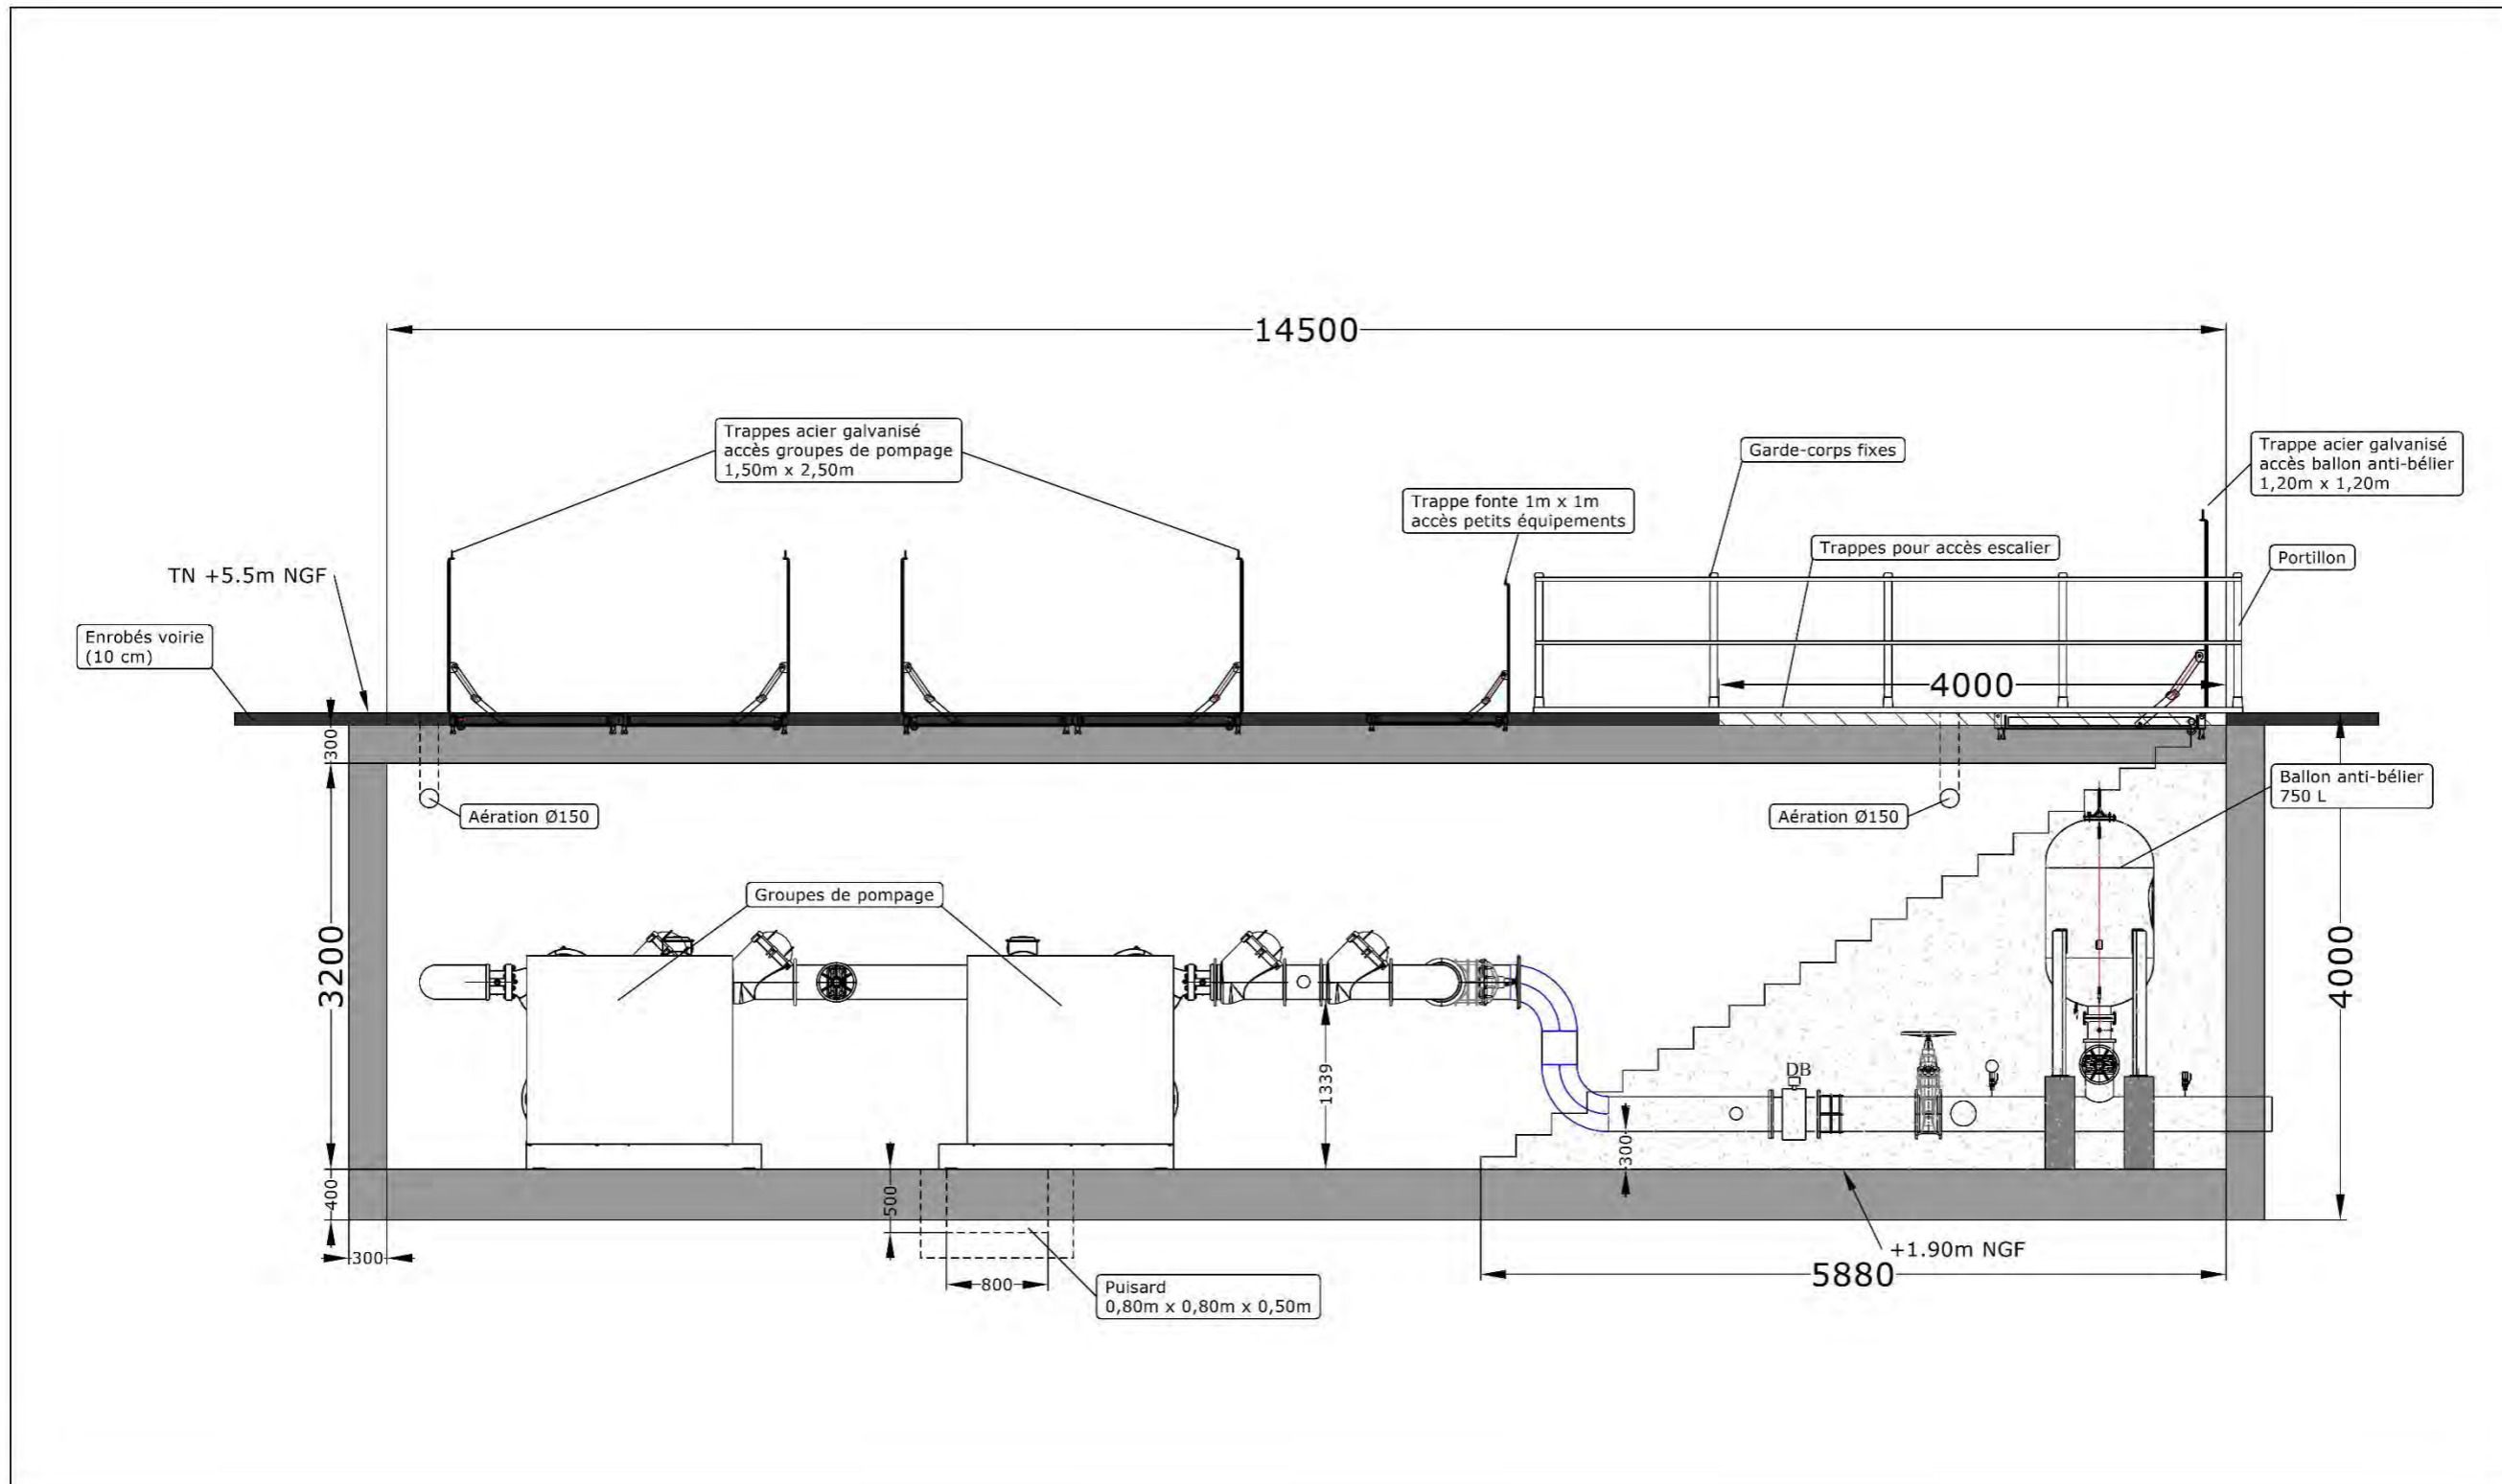 14500
Trappes acier galvanisé
accès groupes de pompage
1,50m x 2,50m
Garde-corps fixes
Trappe acier galvanisé
accès ballon anti-bélier
1,20m x 1,20m
Trappe fonte 1m x 1m
accès petits équipements
Trappes pour accès escalier
Portillon
TN +5.5m NGF
Enrobés voirie
(10 cm)
4000
300
Aération Ø150
Aération Ø150
Ballon anti-bélier
750 L
Groupes de pompage
3200
4000
1339
DB
300
400
500
300
800
+1.90m NGF
5880
Puisard
0,80m x 0,80m x 0,50m